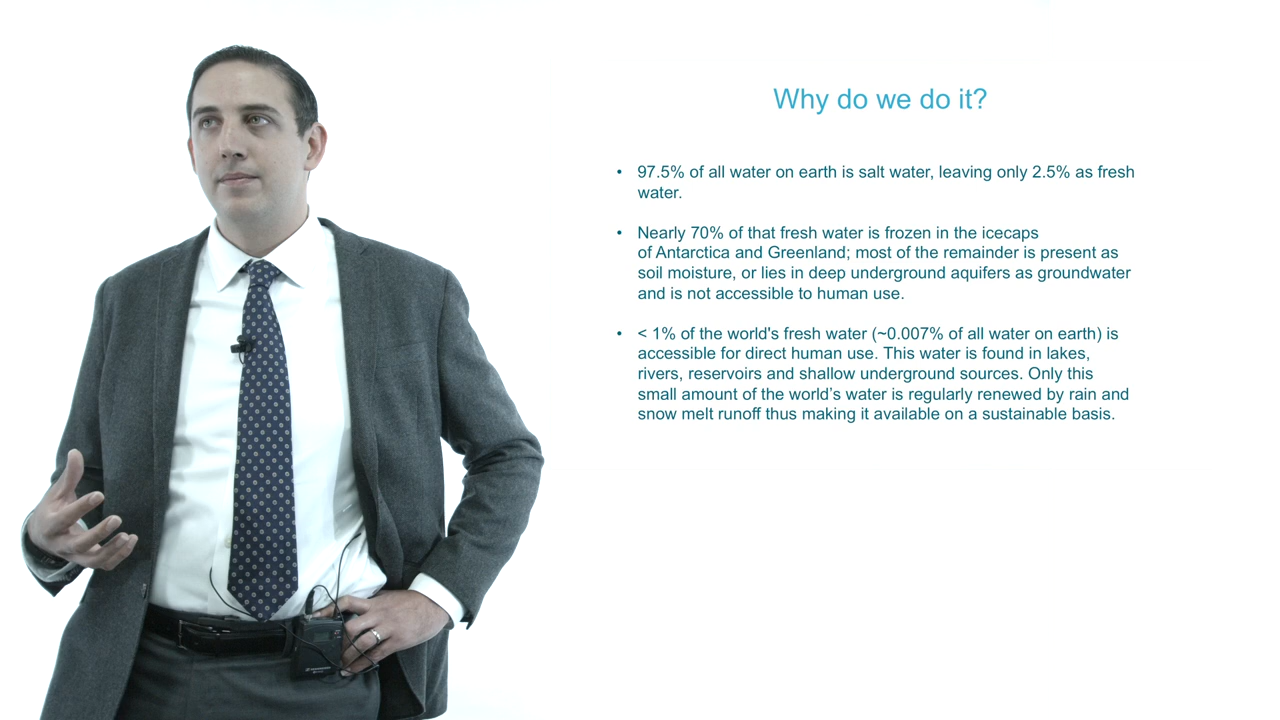 Why do we do it?
• 97.5% of all water on earth is salt water, leaving only 2.5% as fresh
water.
• Nearly 70% of that fresh water is frozen in the icecaps
of Antarctica and Greenland; most of the remainder is present as
soil moisture, or lies in deep underground aquifers as groundwater
and is not accessible to human use.
• < 1% of the world's fresh water (~0.007% of all water on earth) is
accessible for direct human use. This water is found in lakes,
rivers, reservoirs and shallow underground sources. Only this
small amount of the world’s water is regularly renewed by rain and
snow melt runoff thus making it available on a sustainable basis.